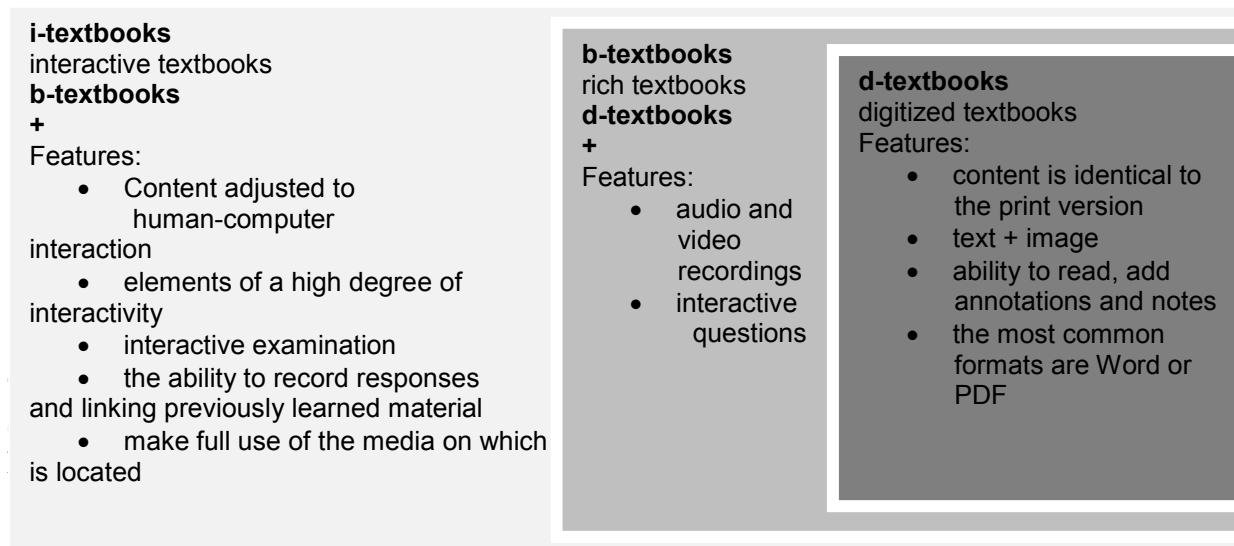 i-textbooks
interactive textbooks
b-textbooks
+
Features:
• Content adjusted to
human-computer
interaction
• elements of a high degree of
interactivity
• interactive examination
• the ability to record responses
and linking previously learned material
• make full use of the media on which
is located
b-textbooks
rich textbooks
d-textbooks
+
Features:
• audio and
video
recordings
• interactive
questions
d-textbooks
digitized textbooks
Features:
• content is identical to
the print version
• text + image
• ability to read, add
annotations and notes
• the most common
formats are Word or
PDF